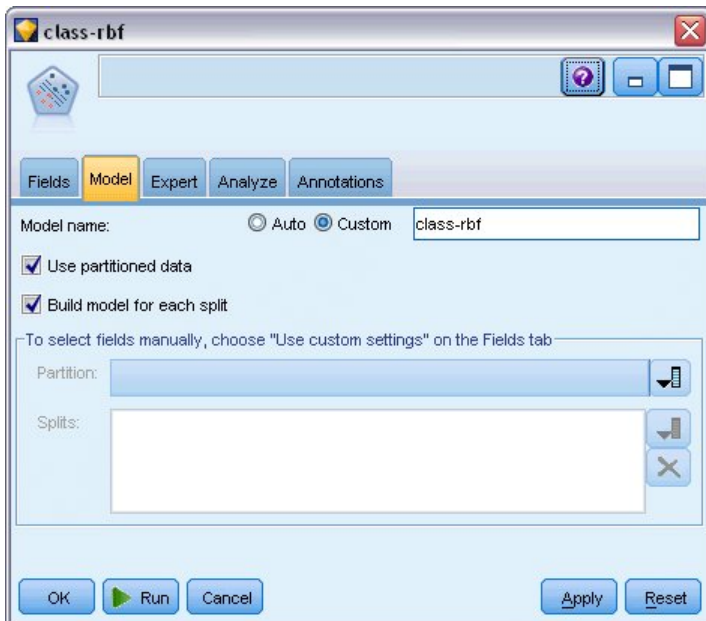 class-rbf
Fields Model Expert Analyze Annotations
Model name: Auto Custom class-rbf
Use partitioned data
Build model for each split
To select fields manually, choose "Use custom settings" on the Fields tab
Partition:
Splits:
OK Run Cancel Apply Reset